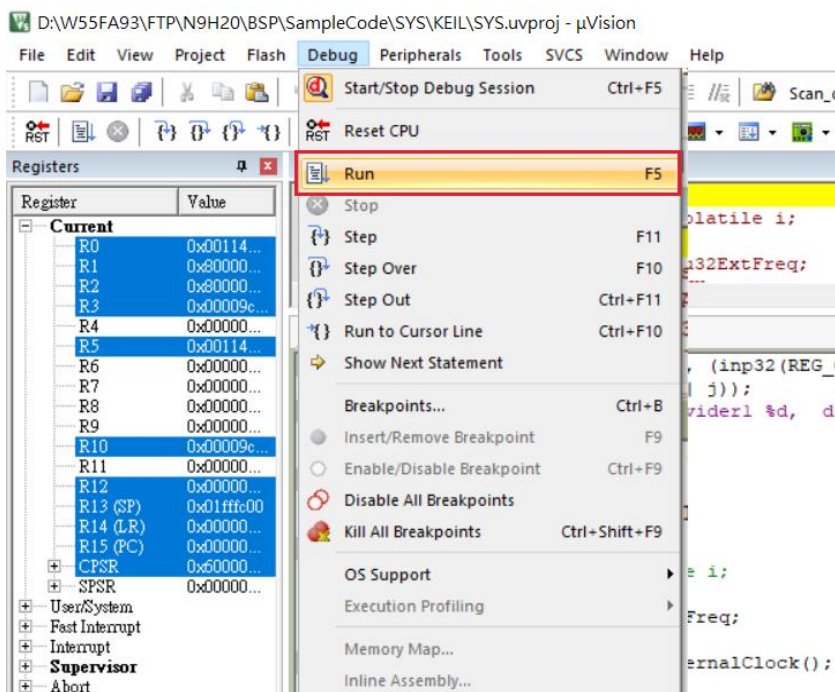 D:\W55FA93\FTP\N9H20\BSP\SampleCode\SYS\KEIL\SYS.uvproj - µVision
File Edit View Project Flash Debug Peripherals Tools SVCS Window Help
Start/Stop Debug Session Ctrl+F5
Scan_
RST
Reset CPU
Registers
Run F5
Register Value
Stop
Current
R0 0x00114...
R1 0x80000...
R2 0x80000...
R3 0x00009c...
R4 0x00000...
R5 0x00114...
R6 0x00000...
R7 0x00000...
R8 0x00000...
R9 0x00000...
R10 0x00009c...
R11 0x00000...
R12 0x00000...
R13 (SP) 0x01fffc00
R14 (LR) 0x00000...
R15 (PC) 0x00000...
CPSR 0x60000...
SPSR 0x00000...
User/System
Fast Interrupt
Interrupt
Supervisor
Abort
Step F11
Step Over F10
Step Out Ctrl+F11
Run to Cursor Line Ctrl+F10
Show Next Statement
Breakpoints... Ctrl+B
Insert/Remove Breakpoint F9
Enable/Disable Breakpoint Ctrl+F9
Disable All Breakpoints
Kill All Breakpoints Ctrl+Shift+F9
OS Support
Execution Profiling
Memory Map...
Inline Assembly...
olatile i;
u32ExtFreq;
, (inp32(REG_
| j));
vider1 %d, d
e i;
Freq;
ernalClock();